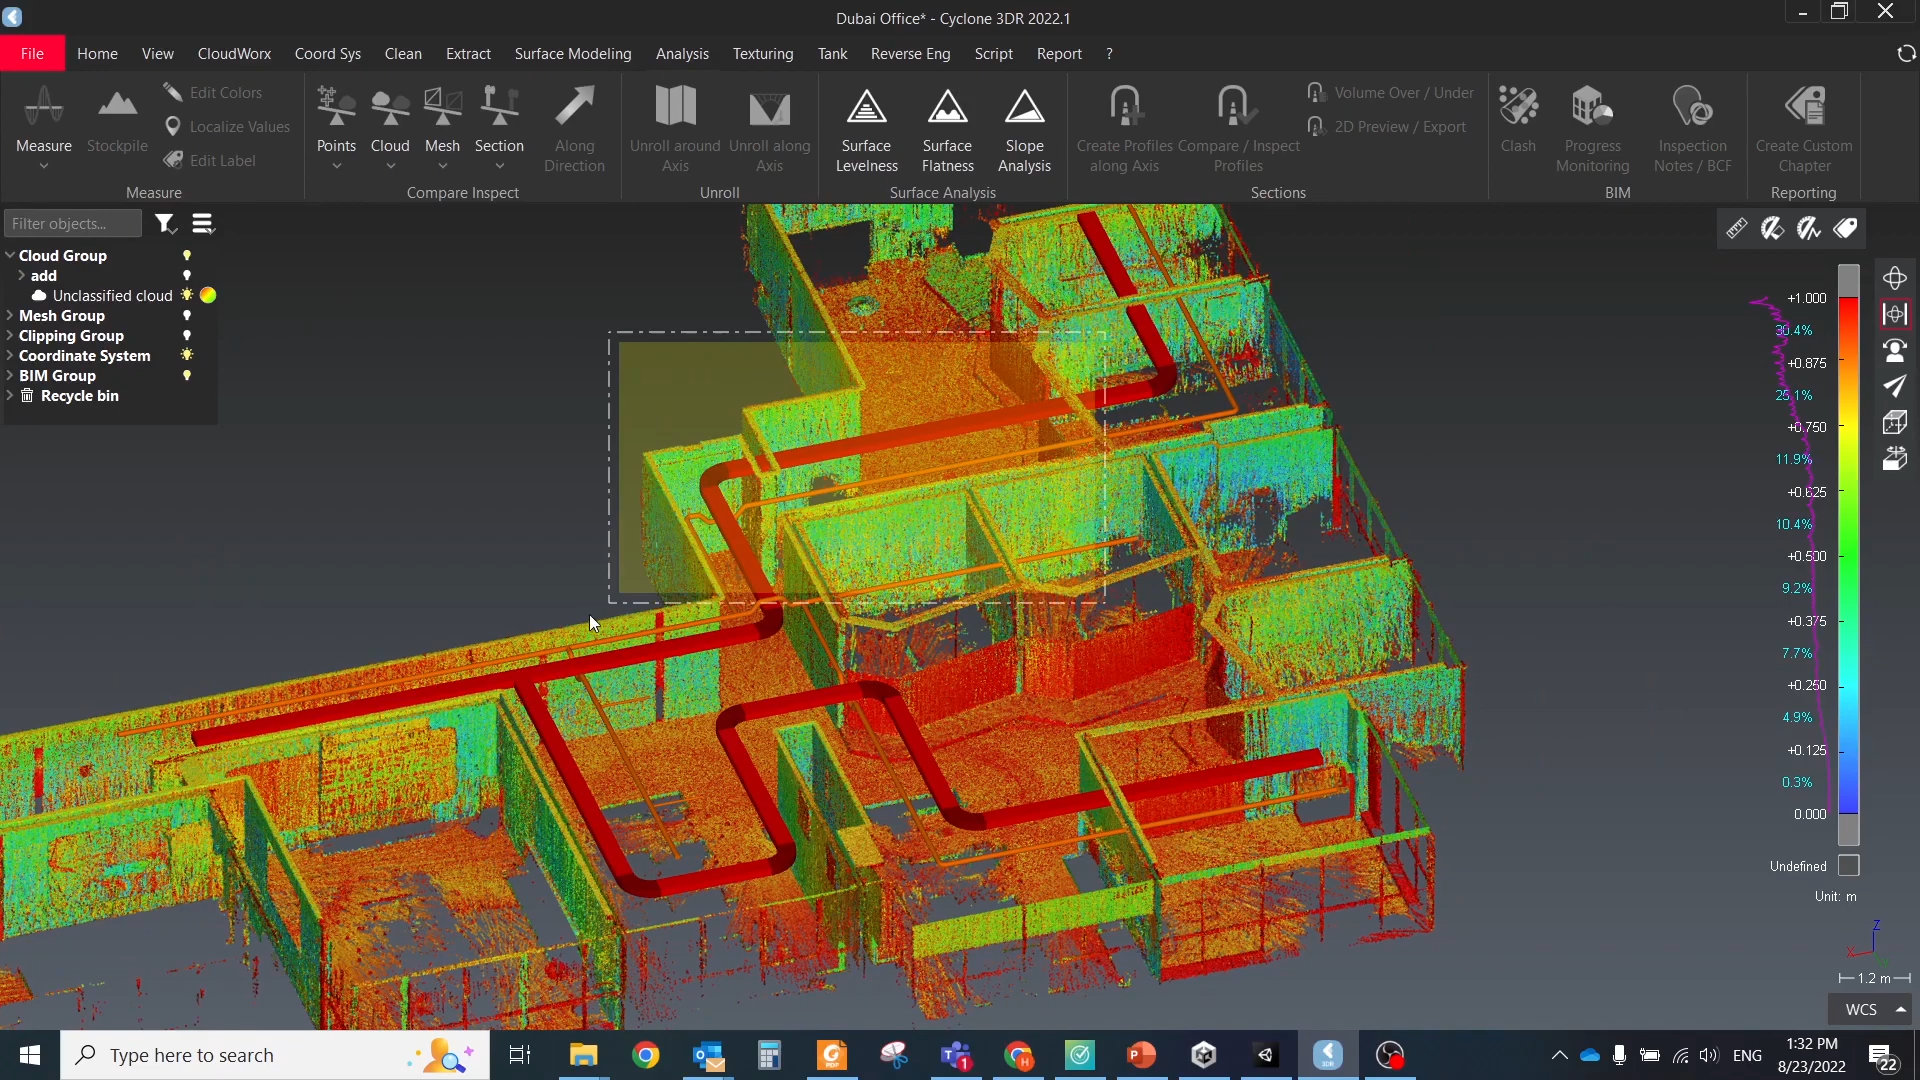 Dubai Office* - Cyclone 3DR 2022.1
File Home View CloudWorx Coord Sys Clean Extract Surface Modeling Analysis Texturing Tank Reverse Eng Script Report ?
Measure
Stockpile
Edit Colors
Localize Values
Edit Label
Measure
Points
Cloud
Mesh
Section
Along
Direction
Compare Inspect
Unroll around
Axis
Unroll along
Axis
Unroll
Surface
Levelness
Surface
Flatness
Slope
Analysis
Surface Analysis
Create Profiles
along Axis
Compare / Inspect
Profiles
Volume Over / Under
2D Preview / Export
Sections
Clash
Progress
Monitoring
Inspection
Notes / BCF
BIM
Create Custom
Chapter
Reporting
Filter objects...
Cloud Group
add
Unclassified cloud
Mesh Group
Clipping Group
Coordinate System
BIM Group
Recycle bin
+1.000
30.4%
+0.875
25.1%
+0.750
11.9%
+0.625
10.4%
+0.500
9.2%
+0.375
7.7%
+0.250
4.9%
+0.125
0.3%
0.000
Undefined
Unit: m
Z
X
1.2 m
WCS
Type here to search
ENG
1:32 PM
8/23/2022
22